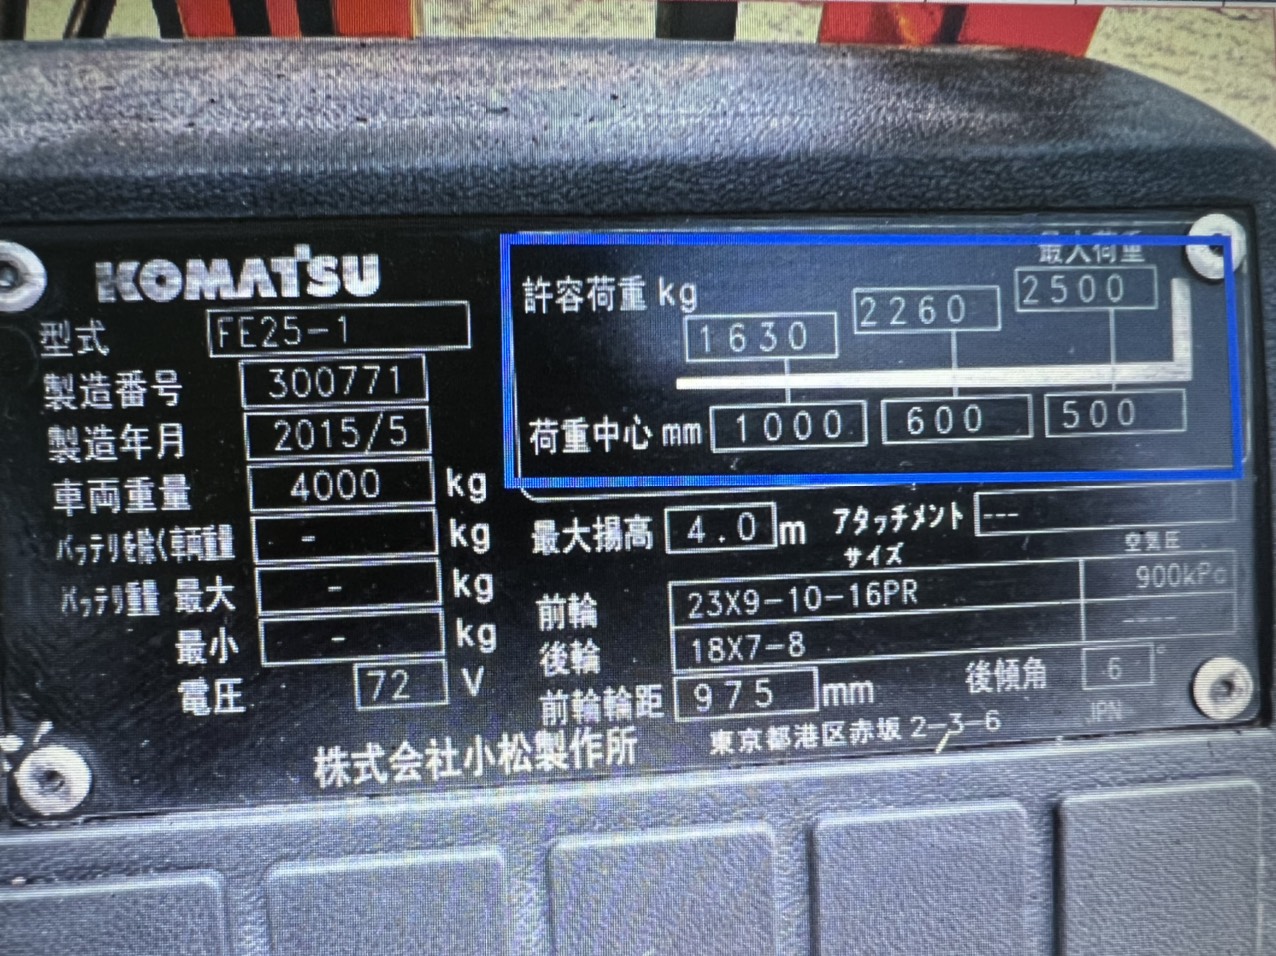 KOMATSU
型式 FE25-1
製造番号 300771
製造年月 2015/5
車両重量 4000 kg
バッテリを除く車両重量 - kg
バッテリ重量 最大 - kg
最小 - kg
電圧 72 V
最大荷重
許容荷重 kg 1630 2260 2500
荷重中心 mm 1000 600 500
最大揚高 4.0 m アタッチメント ---
サイズ 空気圧
前輪 23X9-10-16PR 900kPa
後輪 18X7-8 ----
前輪輪距 975 mm 後傾角 6°
株式会社小松製作所 東京都港区赤坂 2-3-6 JPN